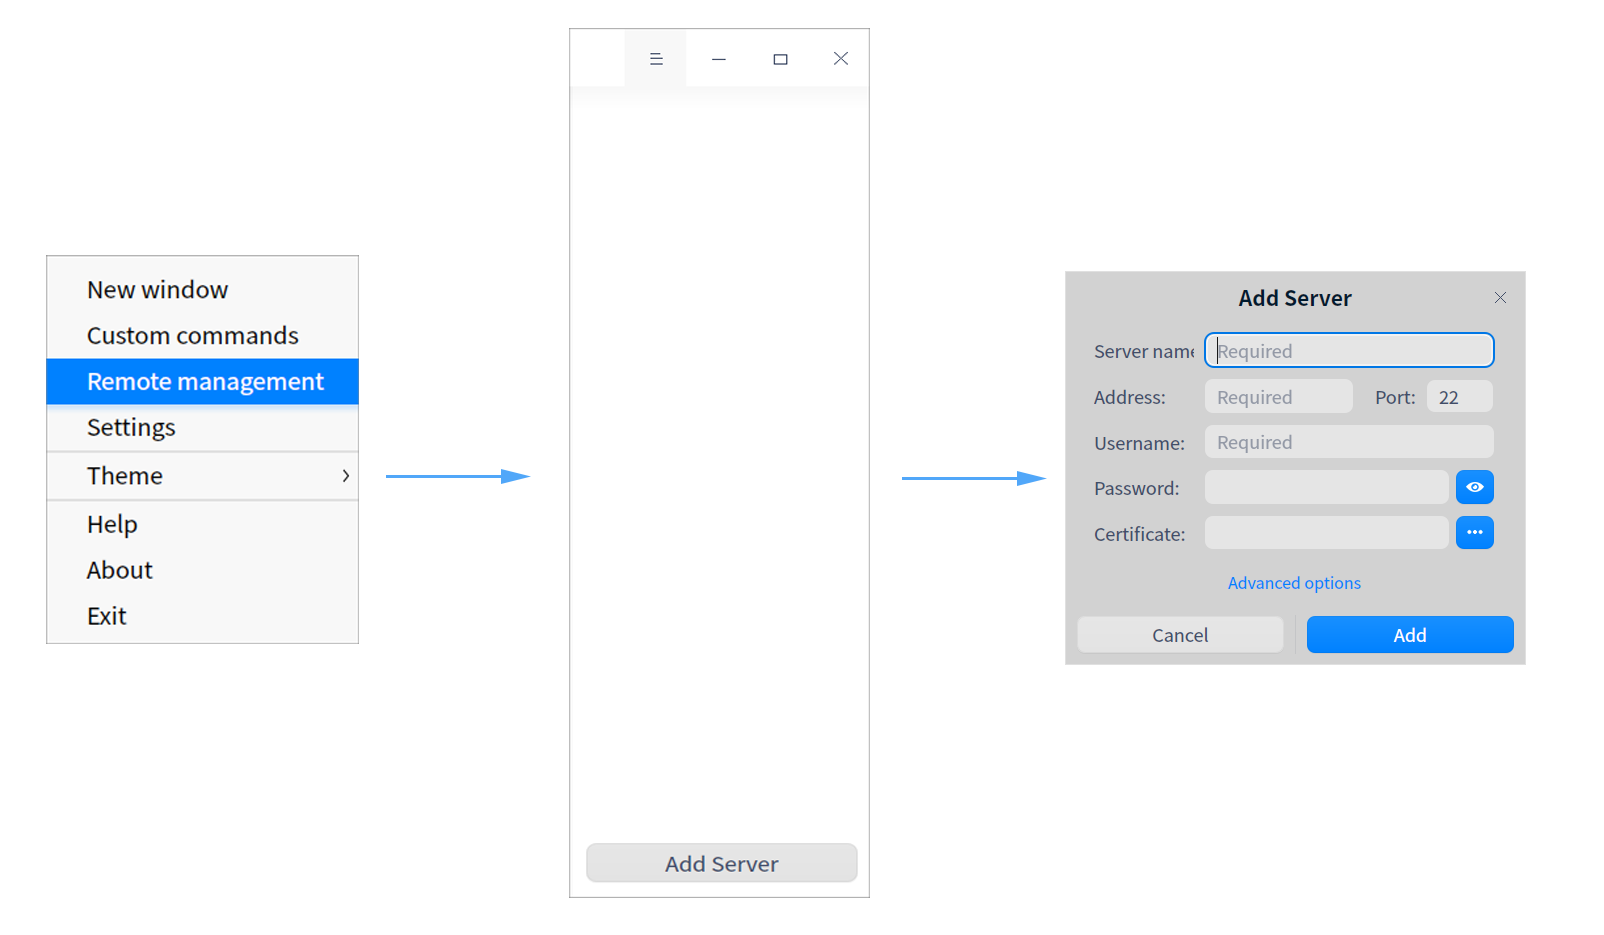 New window
Custom commands
Remote management
Settings
Theme
Help
About
Exit
Add Server
Add Server
Server name Required
Address: Required Port: 22
Username: Required
Password:
Certificate:
Advanced options
Cancel Add